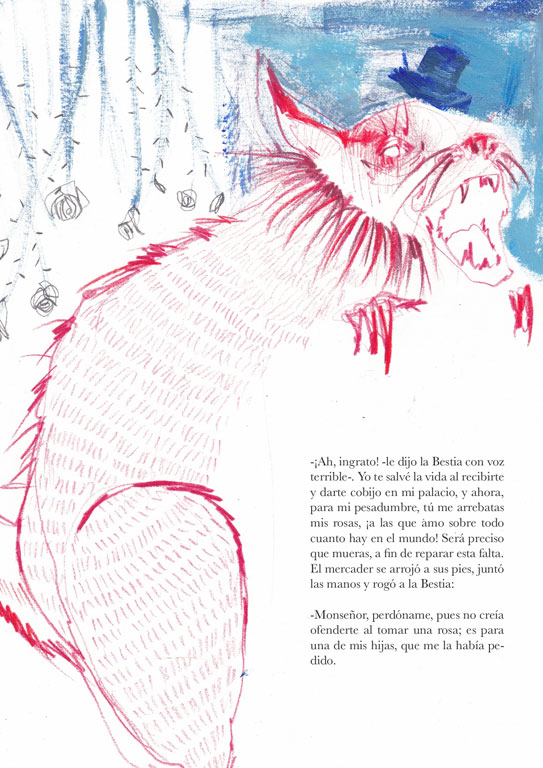 -¡Ah, ingrato! -le dijo la Bestia con voz
terrible-. Yo te salvé la vida al recibirte
y darte cobijo en mi palacio, y ahora,
para mi pesadumbre, tú me arrebatas
mis rosas, ¡a las que àmo sobre todo
cuanto hay en el mundo! Será preciso
que mueras, a fin de reparar esta falta.
El mercader se arrojó a sus pies, juntó
las manos y rogó a la Bestia:
-Monseñor, perdóname, pues no creía
ofenderte al tomar una rosa; es para
una de mis hijas, que me la había pe-
dido.